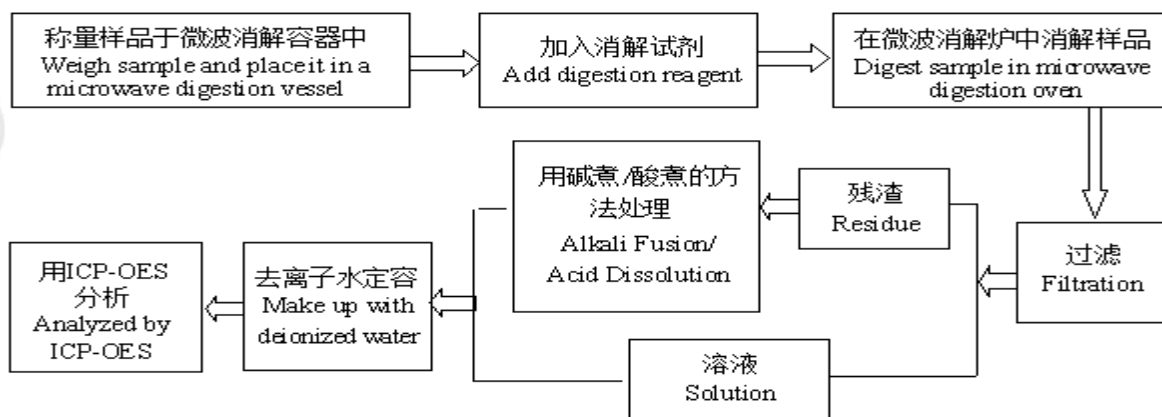 称量样品于微波消解容器中
Weigh sample and place it in a
microwave digestion vessel
加入消解试剂
Add digestion reagent
在微波消解炉中消解样品
Digest sample in microwave
digestion oven
过滤
Filtration
残渣
Residue
用碱煮/酸煮的方
法处理
Alkali Fusion/
Acid Dissolution
溶液
Solution
去离子水定容
Make up with
deionized water
用ICP-OES
分析
Analyzed by
ICP-OES